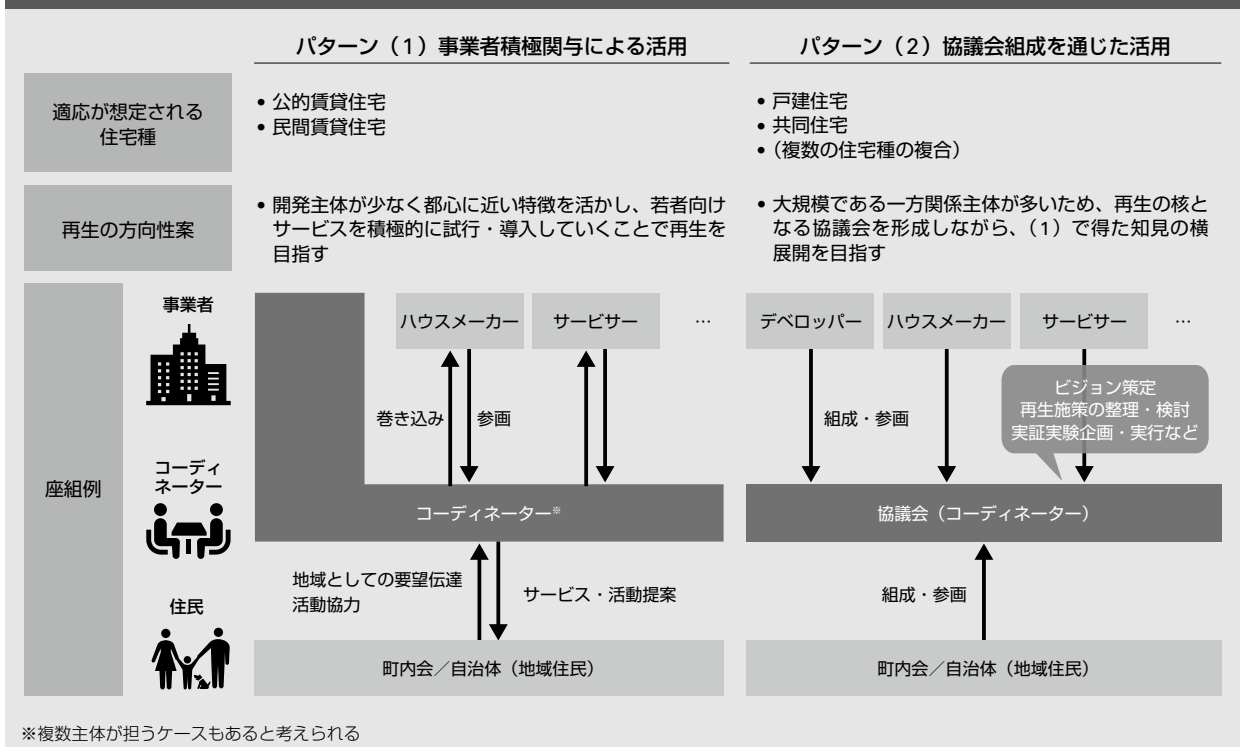 パターン（1）事業者積極関与による活用
パターン（2）協議会組成を通じた活用
適応が想定される
住宅種
• 公的賃貸住宅
• 民間賃貸住宅
• 戸建住宅
• 共同住宅
•（複数の住宅種の複合）
再生の方向性案
• 開発主体が少なく都心に近い特徴を活かし、若者向け
サービスを積極的に試行・導入していくことで再生を
目指す
• 大規模である一方関係主体が多いため、再生の核と
なる協議会を形成しながら、（1）で得た知見の横
展開を目指す
座組例
事業者
コーディ
ネーター
住民
ハウスメーカー
サービサー
…
巻き込み
参画
コーディネーター※
地域としての要望伝達
活動協力
サービス・活動提案
町内会／自治体（地域住民）
デベロッパー
ハウスメーカー
サービサー
…
ビジョン策定
再生施策の整理・検討
実証実験企画・実行など
組成・参画
協議会（コーディネーター）
組成・参画
町内会／自治体（地域住民）
※複数主体が担うケースもあると考えられる